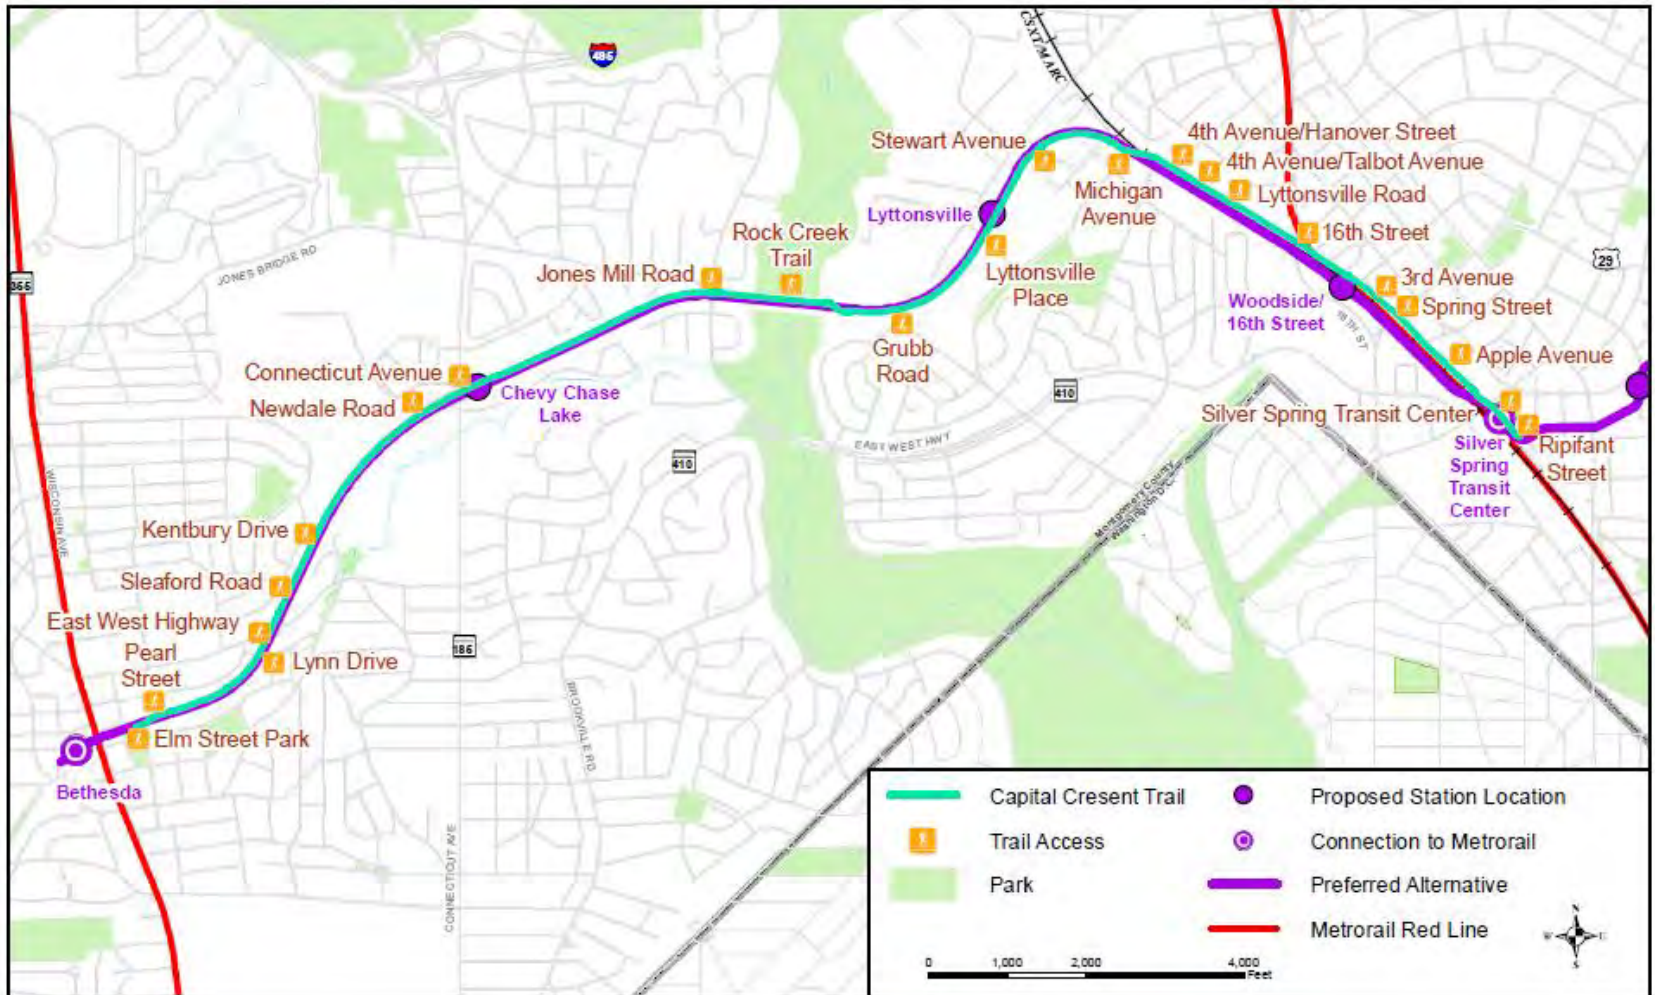 CSXT/MARC
495
Stewart Avenue
4th Avenue/Hanover Street
4th Avenue/Talbot Avenue
Michigan
Avenue
Lyttonsville Road
Lyttonsville
Rock Creek
Trail
16th Street
JONES BRIDGE RD
Jones Mill Road
Lyttonsville
Place
29
3rd Avenue
355
Woodside/
16th Street
Spring Street
16TH ST
Grubb
Road
Apple Avenue
Connecticut Avenue
Chevy Chase
Lake
410
Newdale Road
Silver Spring Transit Center
EAST WEST HWY
Silver
Spring
Transit
Center
Ripifant
Street
410
WISCONSIN AVE
Montgomery County
Washington D.C.
Kentbury Drive
Sleaford Road
East West Highway
Pearl
Street
Lynn Drive
186
BROOKVILLE RD
Elm Street Park
Bethesda
CONNECTICUT AVE
Capital Cresent Trail
Proposed Station Location
Trail Access
Connection to Metrorail
Park
Preferred Alternative
Metrorail Red Line
N
W E
S
0 1,000 2,000 4,000
Feet